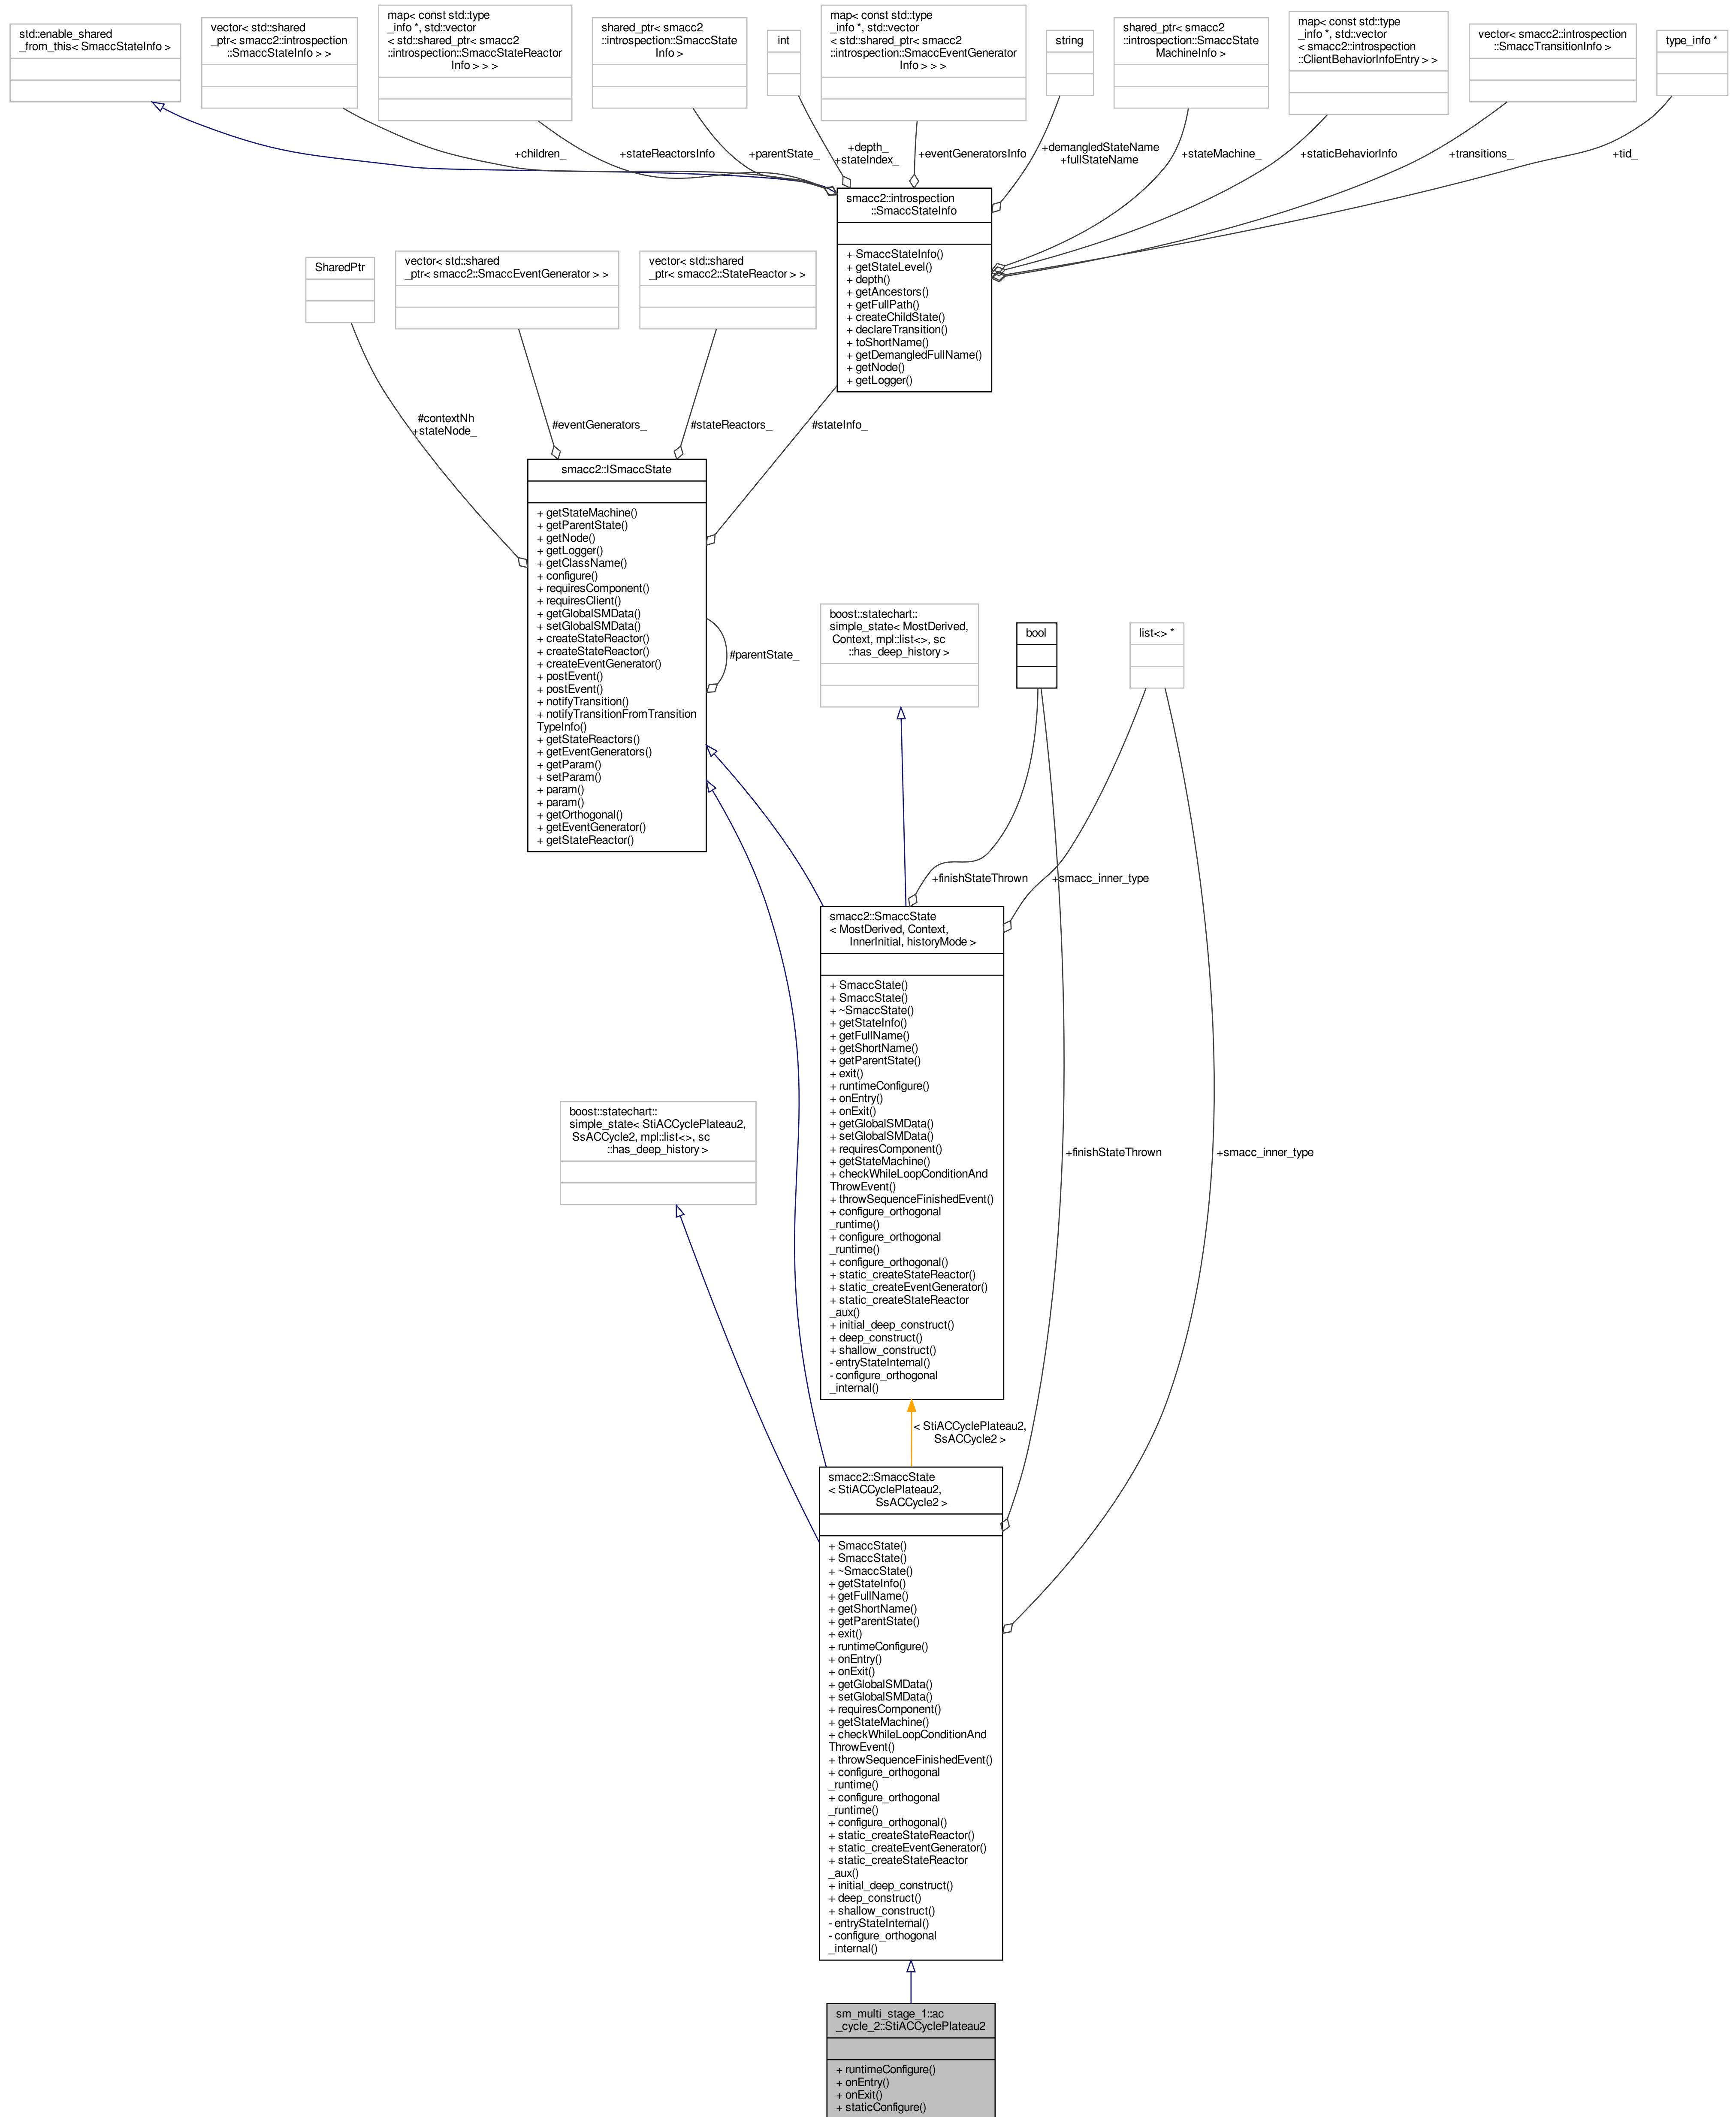 std::enable_shared
_from_this< SmaccStateInfo >
vector< std::shared
_ptr< smacc2::introspection
::SmaccStateInfo > >
map< const std::type
_info *, std::vector
< std::shared_ptr< smacc2
::introspection::SmaccStateReactor
Info > > >
shared_ptr< smacc2
::introspection::SmaccState
Info >
int
map< const std::type
_info *, std::vector
< std::shared_ptr< smacc2
::introspection::SmaccEventGenerator
Info > > >
string
shared_ptr< smacc2
::introspection::SmaccState
MachineInfo >
map< const std::type
_info *, std::vector
< smacc2::introspection
::ClientBehaviorInfoEntry > >
vector< smacc2::introspection
::SmaccTransitionInfo >
type_info *
+children_
+stateReactorsInfo
+parentState_
+depth_
+stateIndex_
+eventGeneratorsInfo
+demangledStateName
+fullStateName
+stateMachine_
+staticBehaviorInfo
+transitions_
+tid_
smacc2::introspection
::SmaccStateInfo
+ SmaccStateInfo()
+ getStateLevel()
+ depth()
+ getAncestors()
+ getFullPath()
+ createChildState()
+ declareTransition()
+ toShortName()
+ getDemangledFullName()
+ getNode()
+ getLogger()
SharedPtr
vector< std::shared
_ptr< smacc2::SmaccEventGenerator > >
vector< std::shared
_ptr< smacc2::StateReactor > >
#contextNh
+stateNode_
#eventGenerators_
#stateReactors_
#stateInfo_
smacc2::ISmaccState
+ getStateMachine()
+ getParentState()
+ getNode()
+ getLogger()
+ getClassName()
+ configure()
+ requiresComponent()
+ requiresClient()
+ getGlobalSMData()
+ setGlobalSMData()
+ createStateReactor()
+ createStateReactor()
+ createEventGenerator()
+ postEvent()
+ postEvent()
+ notifyTransition()
+ notifyTransitionFromTransition
TypeInfo()
+ getStateReactors()
+ getEventGenerators()
+ getParam()
+ setParam()
+ param()
+ param()
+ getOrthogonal()
+ getEventGenerator()
+ getStateReactor()
#parentState_
boost::statechart::
simple_state< MostDerived,
Context, mpl::list<>, sc
::has_deep_history >
bool
list<> *
+finishStateThrown
+smacc_inner_type
smacc2::SmaccState
< MostDerived, Context,
InnerInitial, historyMode >
+ SmaccState()
+ SmaccState()
+ ~SmaccState()
+ getStateInfo()
+ getFullName()
+ getShortName()
+ getParentState()
+ exit()
+ runtimeConfigure()
+ onEntry()
+ onExit()
+ getGlobalSMData()
+ setGlobalSMData()
+ requiresComponent()
+ getStateMachine()
+ checkWhileLoopConditionAnd
ThrowEvent()
+ throwSequenceFinishedEvent()
+ configure_orthogonal
_runtime()
+ configure_orthogonal
_runtime()
+ configure_orthogonal()
+ static_createStateReactor()
+ static_createEventGenerator()
+ static_createStateReactor
_aux()
+ initial_deep_construct()
+ deep_construct()
+ shallow_construct()
- entryStateInternal()
- configure_orthogonal
_internal()
boost::statechart::
simple_state< StiACCyclePlateau2,
SsACCycle2, mpl::list<>, sc
::has_deep_history >
+finishStateThrown
+smacc_inner_type
< StiACCyclePlateau2,
SsACCycle2 >
smacc2::SmaccState
< StiACCyclePlateau2,
SsACCycle2 >
+ SmaccState()
+ SmaccState()
+ ~SmaccState()
+ getStateInfo()
+ getFullName()
+ getShortName()
+ getParentState()
+ exit()
+ runtimeConfigure()
+ onEntry()
+ onExit()
+ getGlobalSMData()
+ setGlobalSMData()
+ requiresComponent()
+ getStateMachine()
+ checkWhileLoopConditionAnd
ThrowEvent()
+ throwSequenceFinishedEvent()
+ configure_orthogonal
_runtime()
+ configure_orthogonal
_runtime()
+ configure_orthogonal()
+ static_createStateReactor()
+ static_createEventGenerator()
+ static_createStateReactor
_aux()
+ initial_deep_construct()
+ deep_construct()
+ shallow_construct()
- entryStateInternal()
- configure_orthogonal
_internal()
sm_multi_stage_1::ac
_cycle_2::StiACCyclePlateau2
+ runtimeConfigure()
+ onEntry()
+ onExit()
+ staticConfigure()